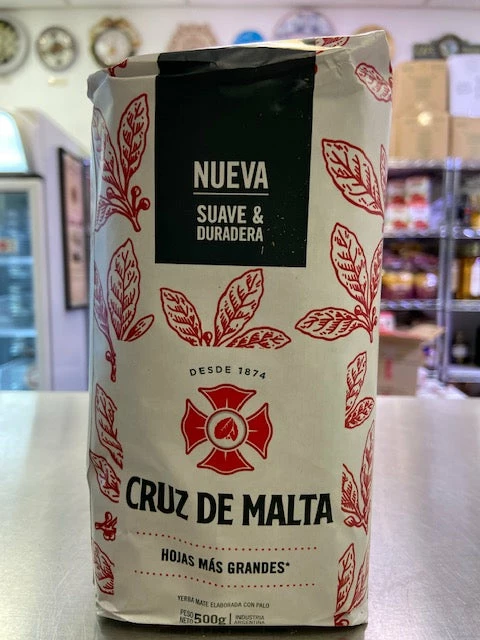 NUEVA
SUAVE &
DURADERA
DESDE 1874
CRUZ DE MALTA
HOJAS MÁS GRANDES*
YERBA MATE ELABORADA CON PALO
PESO
NETO 500g
INDUSTRIA
ARGENTINA